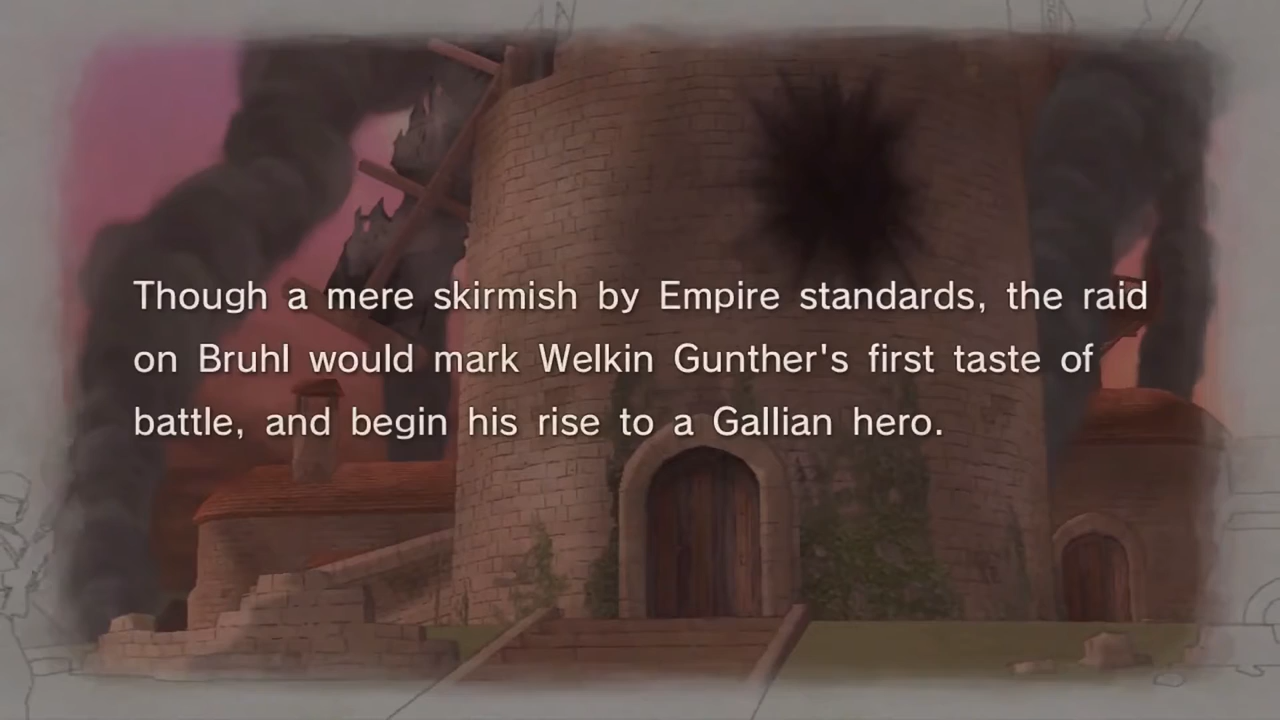 Though a mere skirmish by Empire standards, the raid
on Bruhl would mark Welkin Gunther's first taste of
battle, and begin his rise to a Gallian hero.